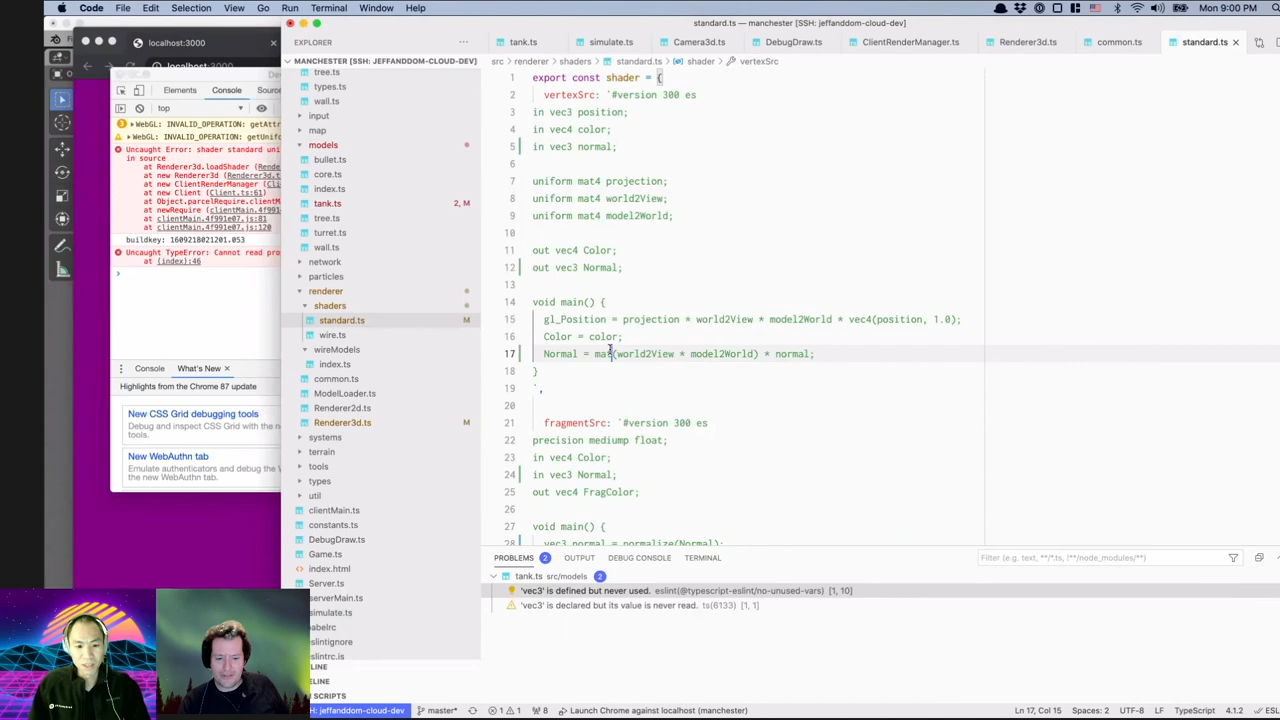 Code File Edit Selection View Go Run Terminal Window Help
Mon 9:00 PM
standard.ts — manchester [SSH: jeffanddom-cloud-dev]
localhost:3000
localhost:3000
Elements Console
top
3 WebGL: INVALID_OPERATION: getAttr
WebGL: INVALID_OPERATION: getUnif
Uncaught Error: shader standard uni
in source
at Renderer3d.loadShader (Rende
at new Renderer3d (Renderer3d.t
at new ClientRenderManager (Cl
at new Client (Client.ts:61)
at Object.parcelRequire.clientM
at newRequire (clientMain.4f991
at clientMain.4f991e07.js:81
at clientMain.4f991e07.js:120
buildkey: 1609218021201.053
Uncaught TypeError: Cannot read pro
at (index):46
Console What's New
Highlights from the Chrome 87 update
New CSS Grid debugging tools
Debug and inspect CSS Grid with the n
tools.
New WebAuthn tab
Emulate authenticators and debug the W
the new WebAuthn tab.
EXPLORER
MANCHESTER [SSH: JEFFANDDOM-CLOUD-DEV]
tree.ts
types.ts
wall.ts
input
map
models
bullet.ts
core.ts
index.ts
tank.ts 2, M
tree.ts
turret.ts
wall.ts
network
particles
renderer
shaders
standard.ts M
wire.ts
wireModels
index.ts
common.ts
ModelLoader.ts
Renderer2d.ts
Renderer3d.ts M
systems
terrain
tools
types
util
clientMain.ts
constants.ts
DebugDraw.ts
Game.ts
index.html
Server.ts
serverMain.ts
simulate.ts
tank.ts simulate.ts Camera3d.ts DebugDraw.ts ClientRenderManager.ts Renderer3d.ts common.ts standard.ts
src › renderer › shaders › standard.ts › shader › vertexSrc
1 export const shader = {
2 vertexSrc: `#version 300 es
3 in vec3 position;
4 in vec4 color;
5 in vec3 normal;
6
7 uniform mat4 projection;
8 uniform mat4 world2View;
9 uniform mat4 model2World;
10
11 out vec4 Color;
12 out vec3 Normal;
13
14 void main() {
15 gl_Position = projection * world2View * model2World * vec4(position, 1.0);
16 Color = color;
17 Normal = mat(world2View * model2World) * normal;
18 }
19 `,
20
21 fragmentSrc: `#version 300 es
22 precision mediump float;
23 in vec4 Color;
24 in vec3 Normal;
25 out vec4 FragColor;
26
27 void main() {
28 vec3 normal = normalize(Normal);
PROBLEMS 2 OUTPUT DEBUG CONSOLE TERMINAL
Filter (e.g. text, **/*.ts, !**/node_modules/**)
tank.ts src/models 2
'vec3' is defined but never used. eslint(@typescript-eslint/no-unused-vars) [1, 10]
'vec3' is declared but its value is never read. ts(6133) [1, 1]
jeffanddom-cloud-dev master* 1 1 8 Launch Chrome against localhost (manchester) Ln 17, Col 15 Spaces: 2 UTF-8 LF TypeScript 4.1.2